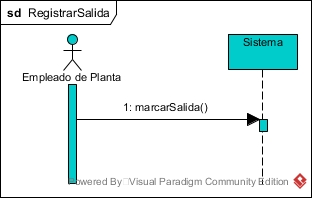 sd RegistrarSalida
Sistema
Empleado de Planta
1: marcarSalida()
Powered By Visual Paradigm Community Edition